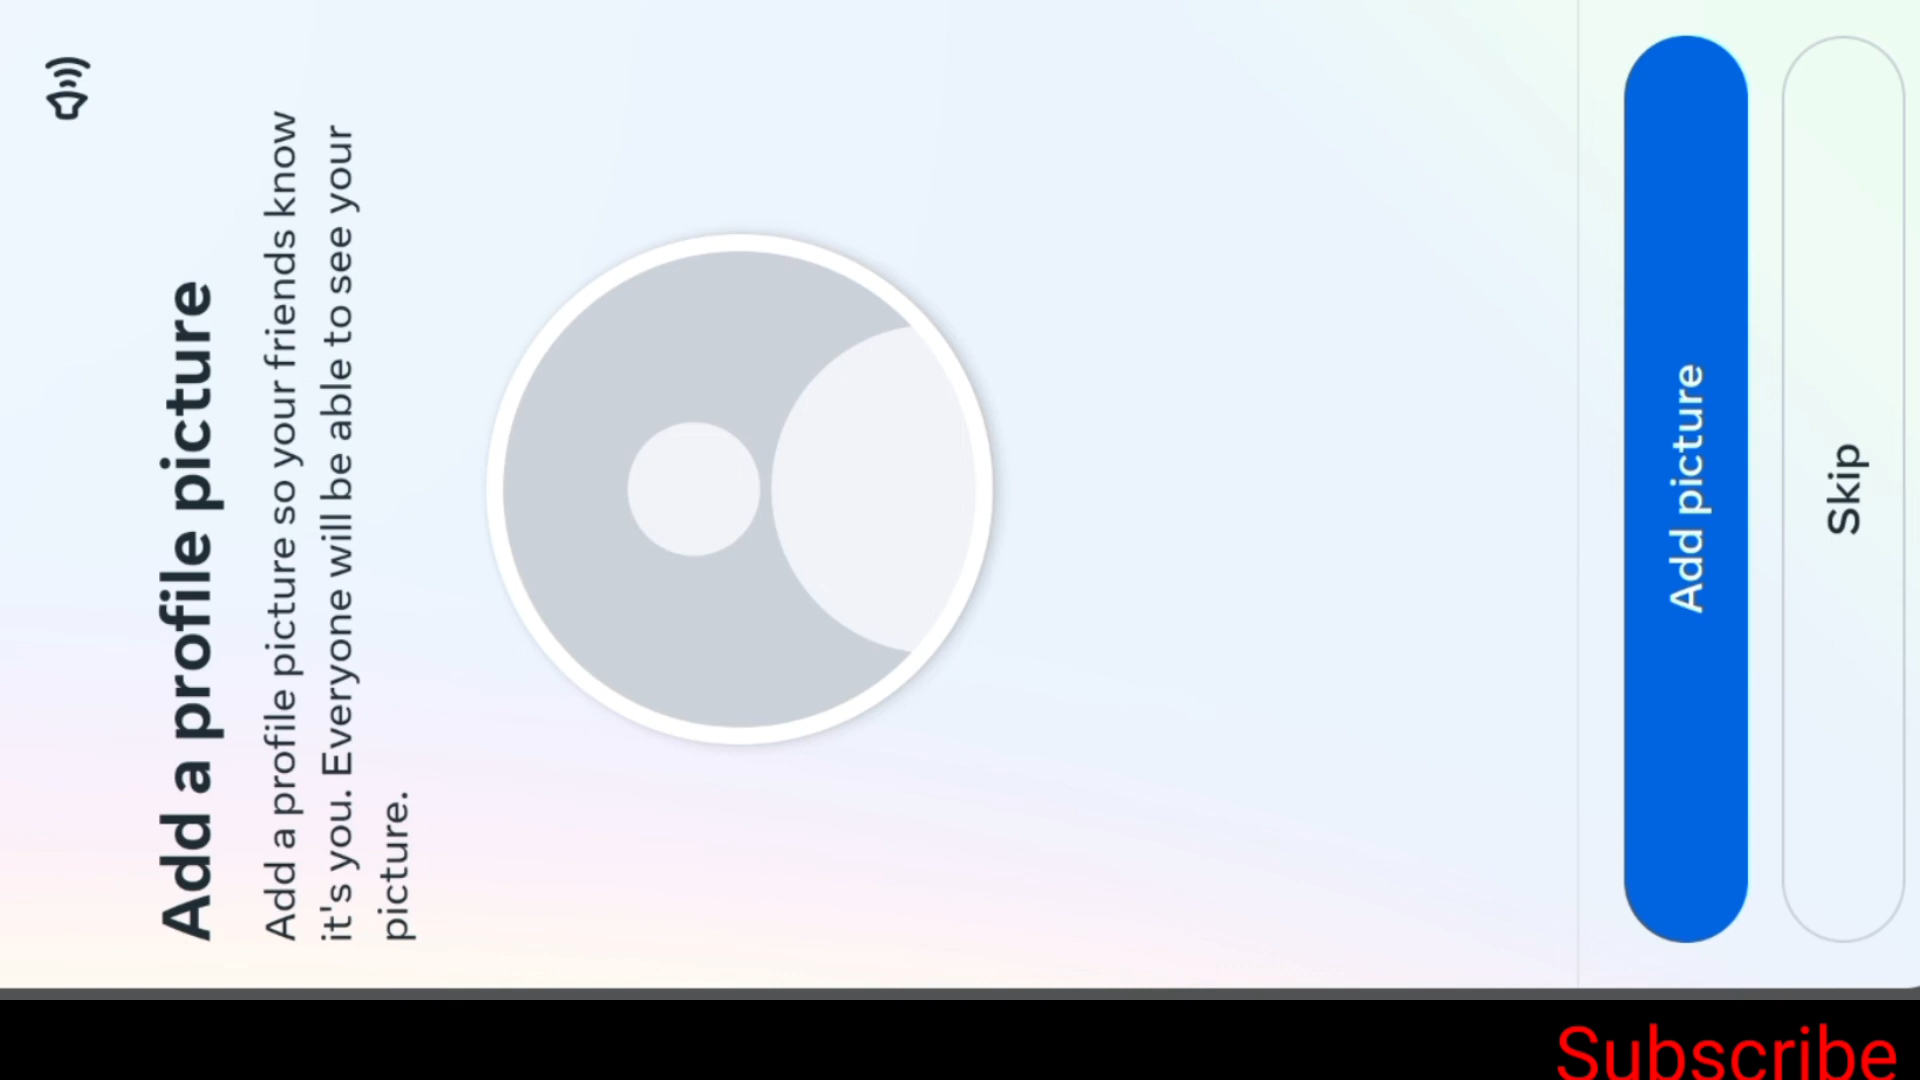 Add a profile picture
Add a profile picture so your friends know
it's you. Everyone will be able to see your
picture.
Add picture
Skip
Subscribe